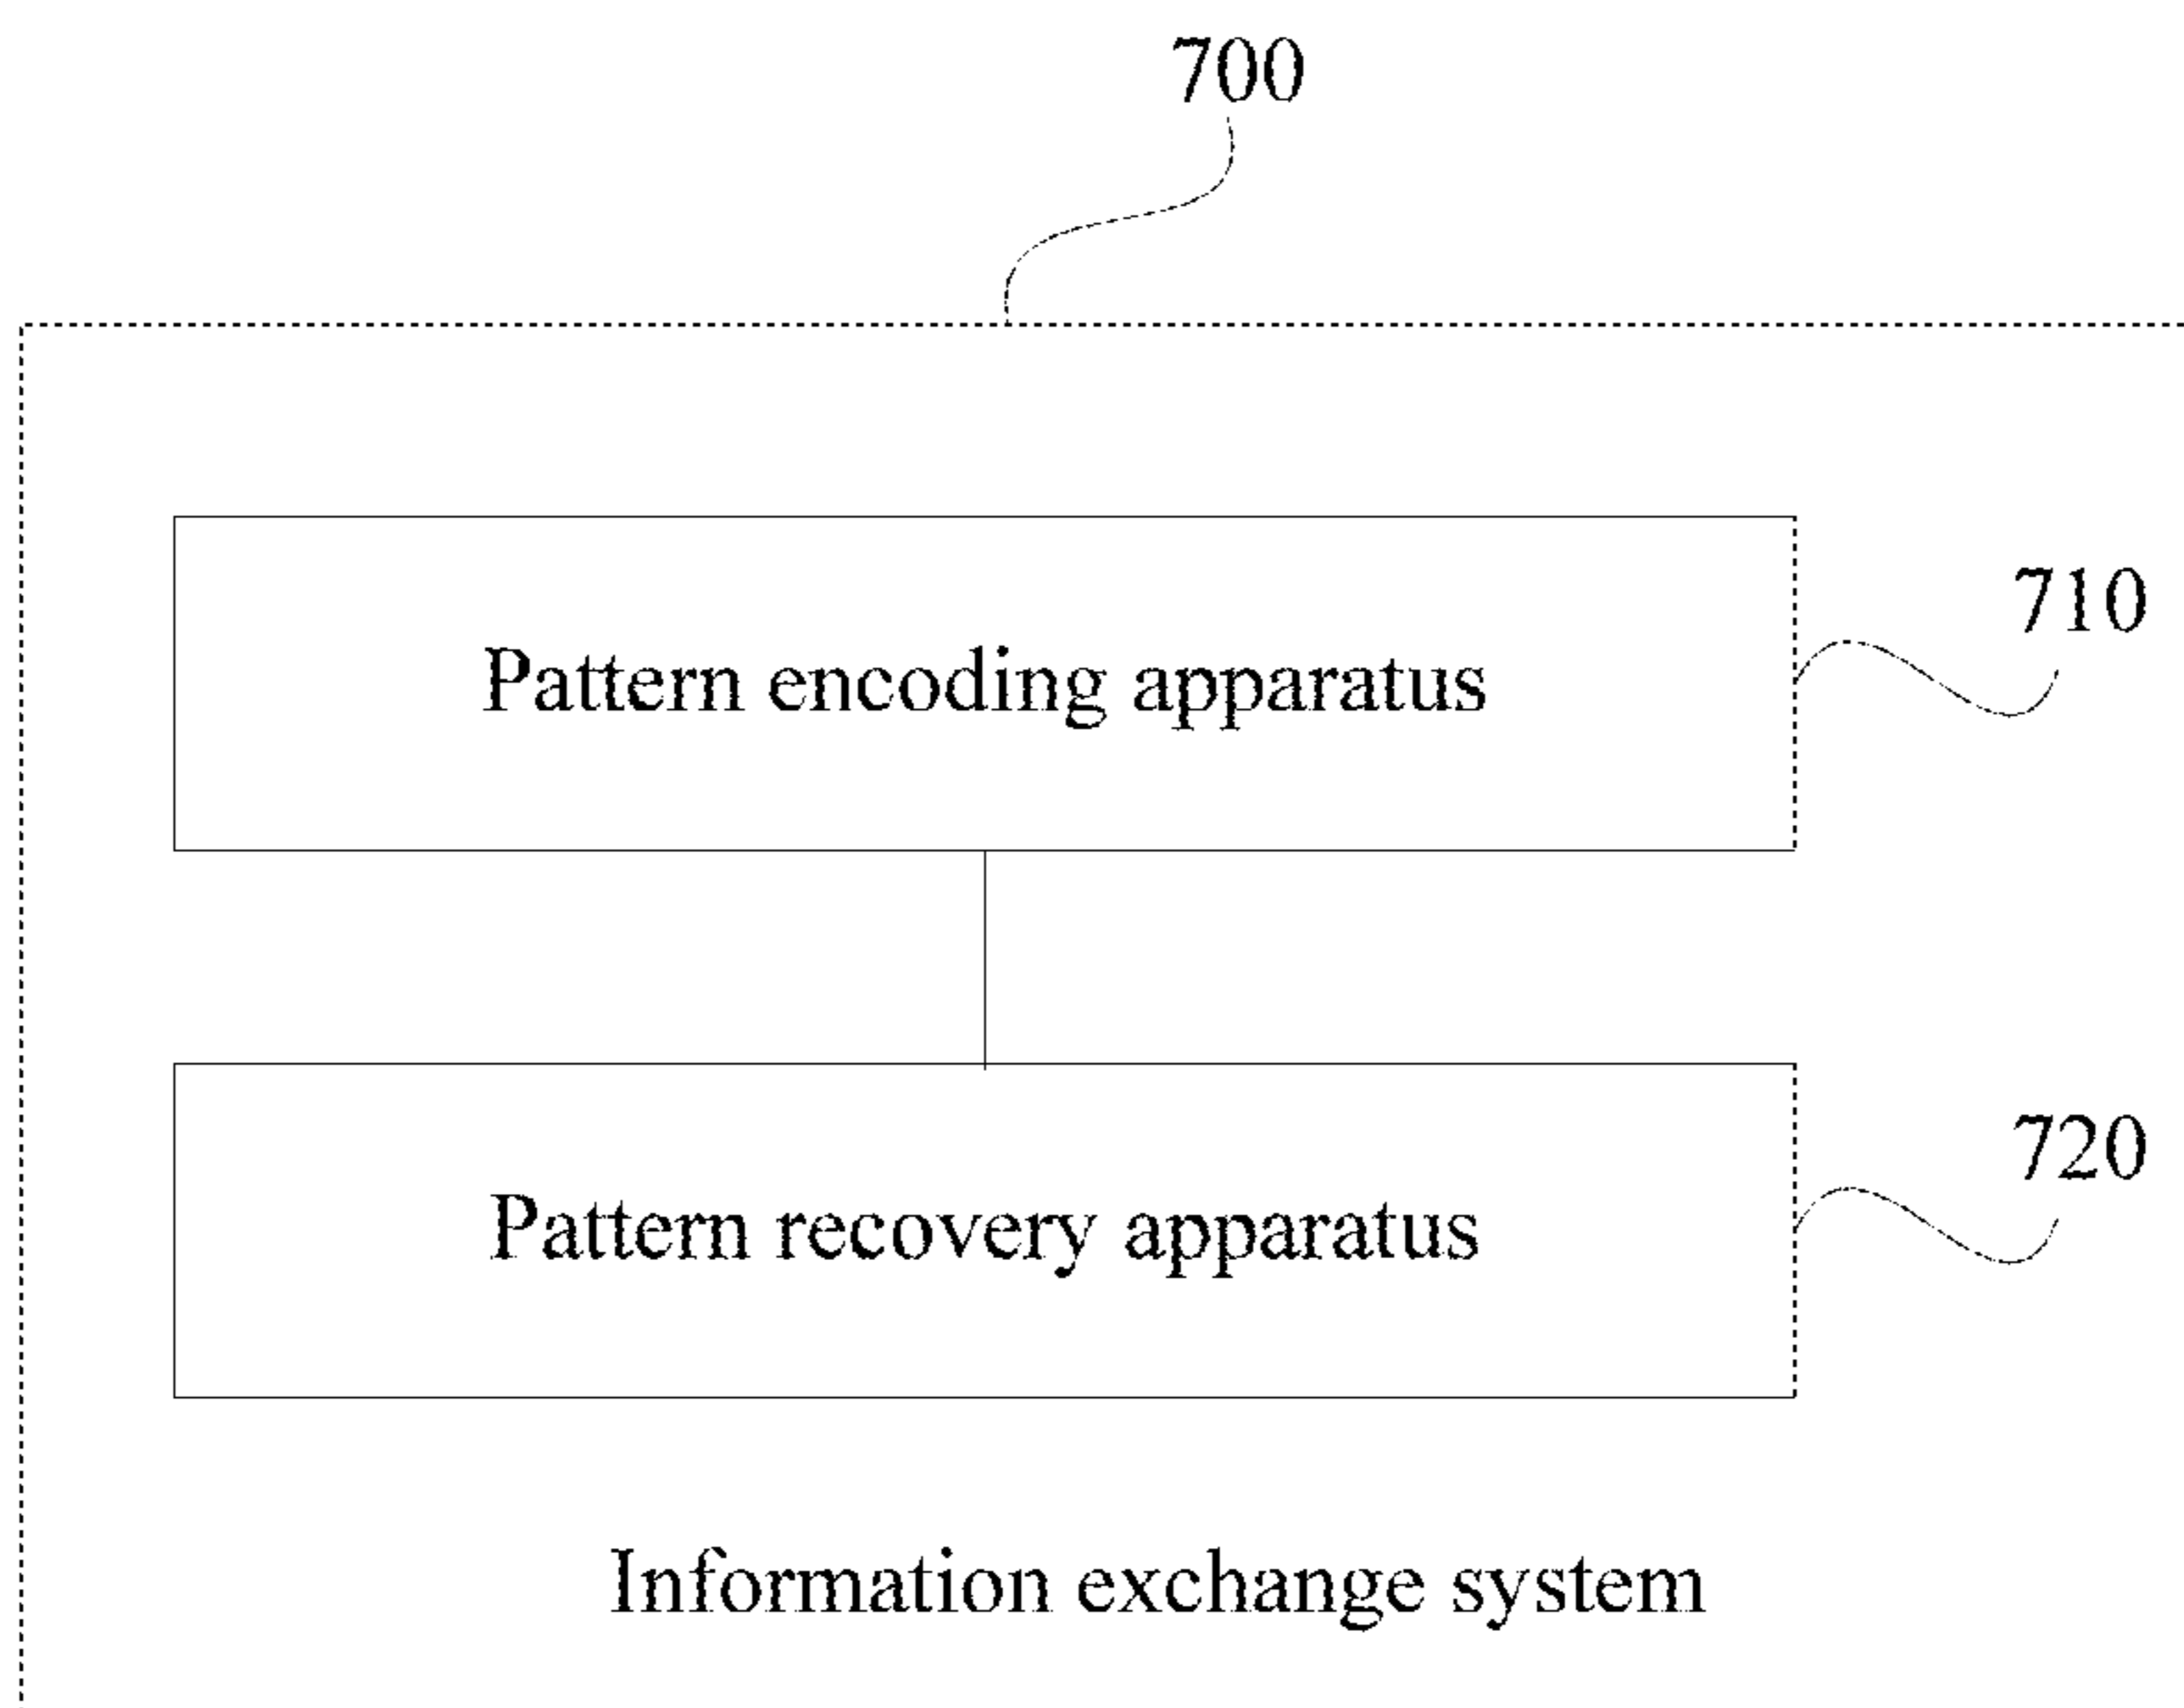 700
Pattern encoding apparatus
710
Pattern recovery apparatus
720
Information exchange system